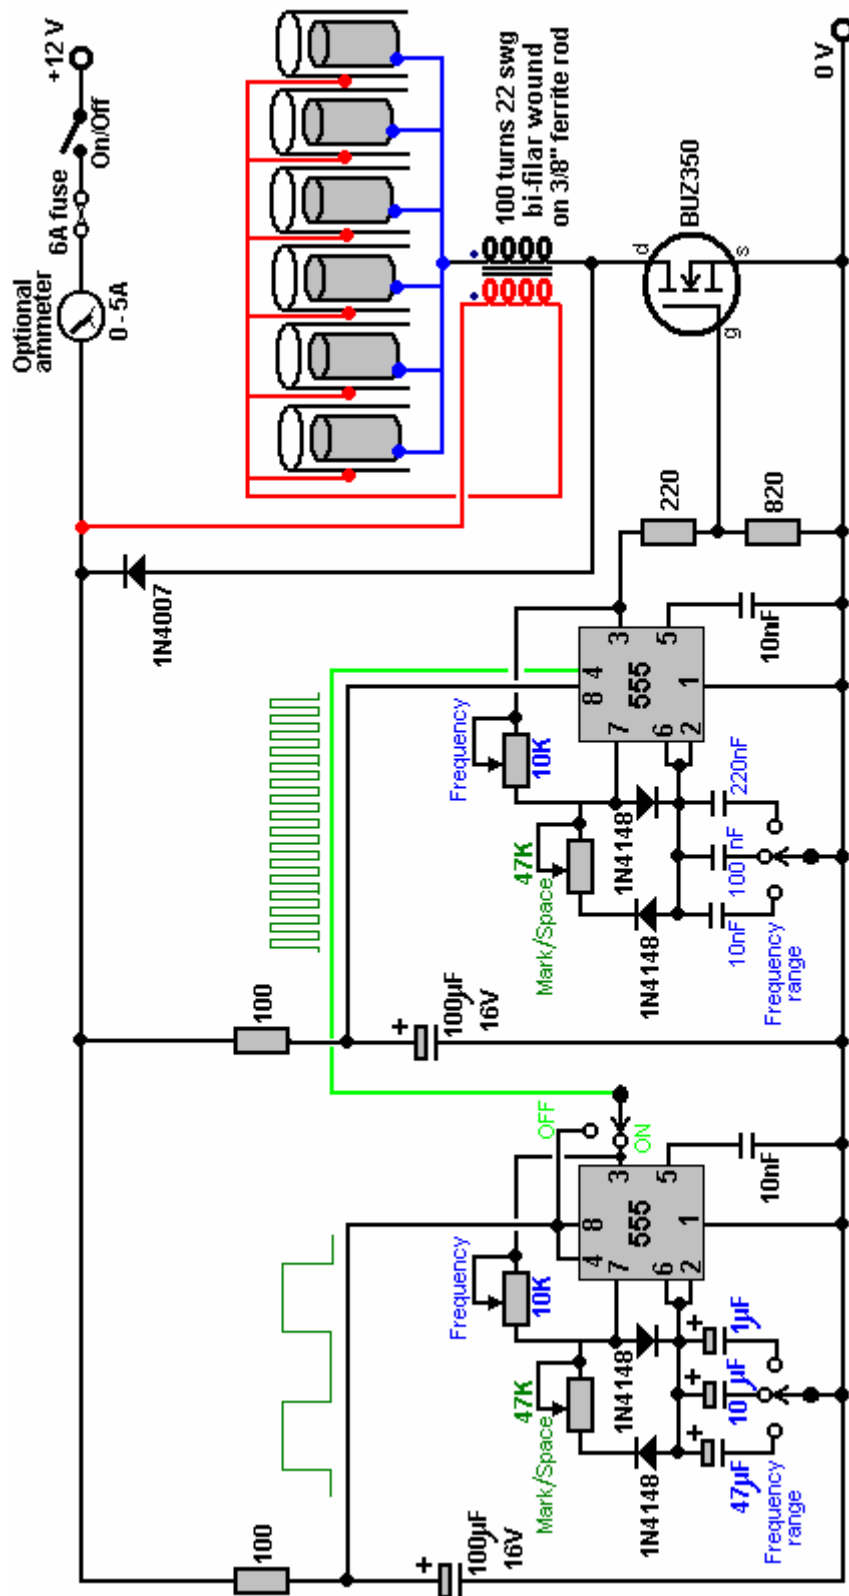 100
100µF
16V
Mark/Space
47K
Frequency
10K
1N4148
1N4148
47µF
10 µF
1µF
Frequency
range
4
8
7
3
555
6
5
2
1
OFF
ON
10nF
100
100µF
16V
Mark/Space
47K
Frequency
10K
1N4148
1N4148
10nF
100 nF
220nF
Frequency
range
8
4
7
3
555
6
5
2
1
10nF
220
820
1N4007
Optional
ammeter
0 - 5A
6A fuse
On/Off
+12 V
100 turns 22 swg
bi-filar wound
on 3/8" ferrite rod
d
g
s
BUZ350
0 V